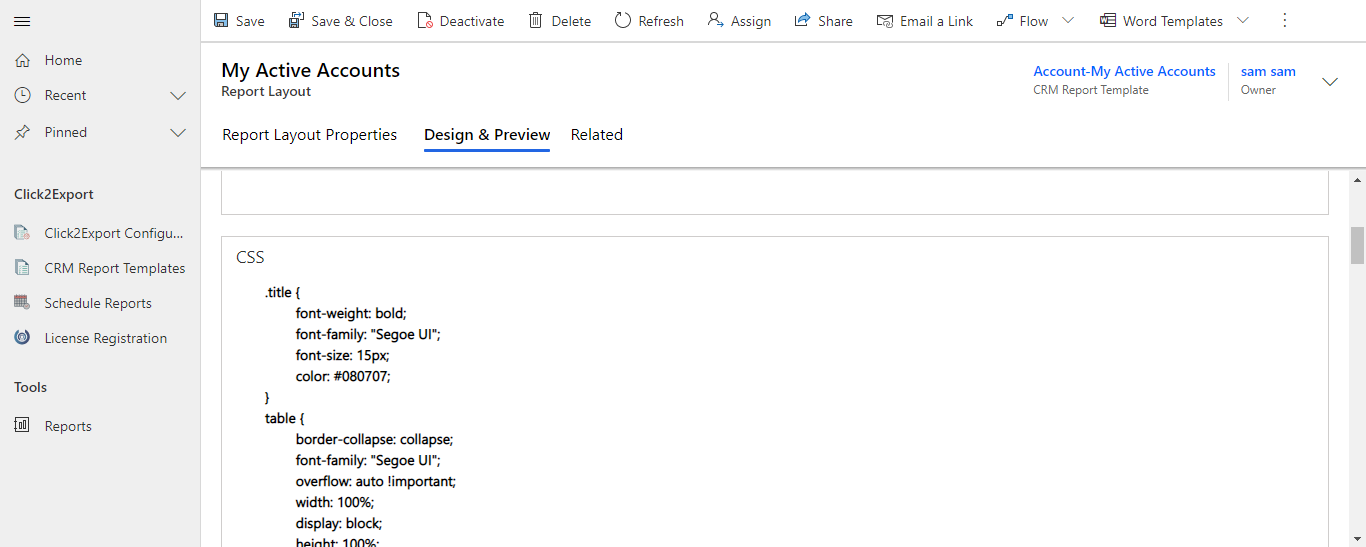 Save
Save & Close
Deactivate
Delete
Refresh
Assign
Share
Email a Link
Flow
Word Templates
Home
Recent
Pinned
Click2Export
Click2Export Configu...
CRM Report Templates
Schedule Reports
License Registration
Tools
Reports
My Active Accounts
Report Layout
Account-My Active Accounts
CRM Report Template
sam sam
Owner
Report Layout Properties
Design & Preview
Related
CSS
.title {
font-weight: bold;
font-family: "Segoe UI";
font-size: 15px;
color: #080707;
}
table {
border-collapse: collapse;
font-family: "Segoe UI";
overflow: auto !important;
width: 100%;
display: block;
height: 100%;